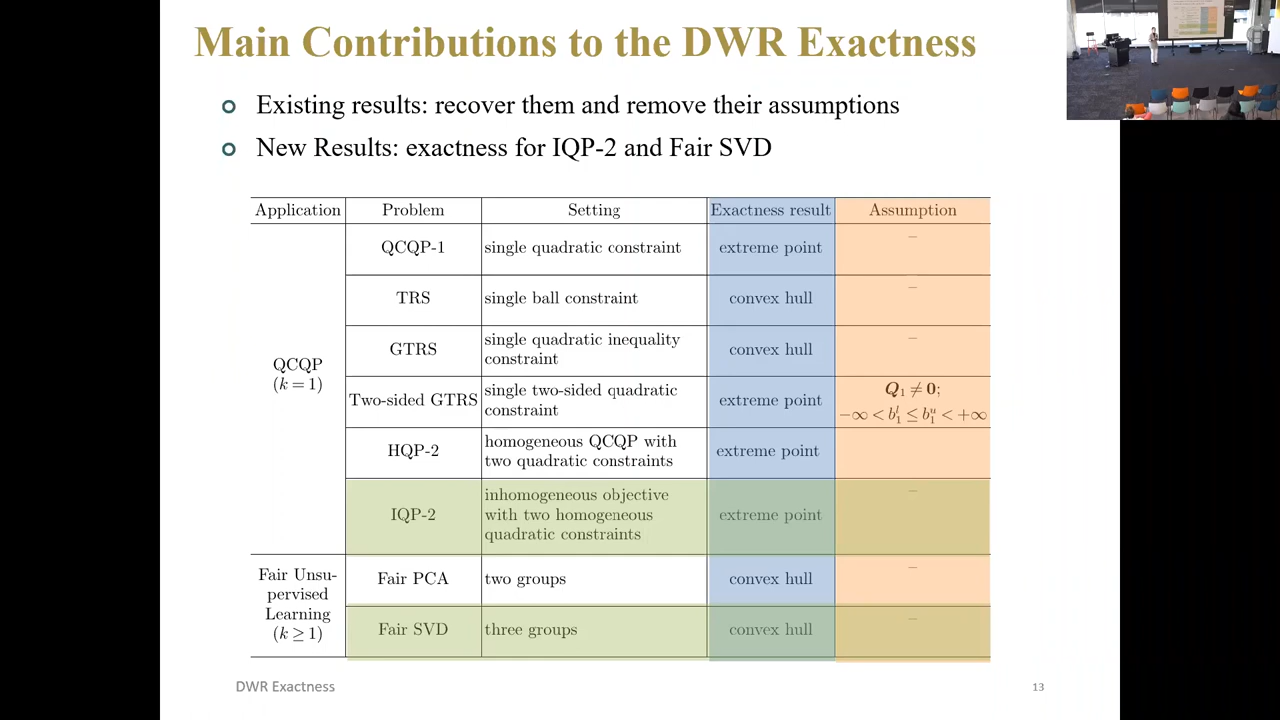 Main Contributions to the DWR Exactness
Existing results: recover them and remove their assumptions
New Results: exactness for IQP-2 and Fair SVD
Application Problem Setting Exactness result Assumption
QCQP
(k = 1)
QCQP-1 single quadratic constraint extreme point –
TRS single ball constraint convex hull –
GTRS single quadratic inequality
constraint convex hull –
Two-sided GTRS single two-sided quadratic
constraint extreme point Q₁ ≠ 0;
−∞ < b₁ˡ ≤ b₁ᵘ < +∞
HQP-2 homogeneous QCQP with
two quadratic constraints extreme point
IQP-2 inhomogeneous objective
with two homogeneous
quadratic constraints extreme point –
Fair Unsu-
pervised
Learning
(k ≥ 1)
Fair PCA two groups convex hull –
Fair SVD three groups convex hull –
DWR Exactness
13